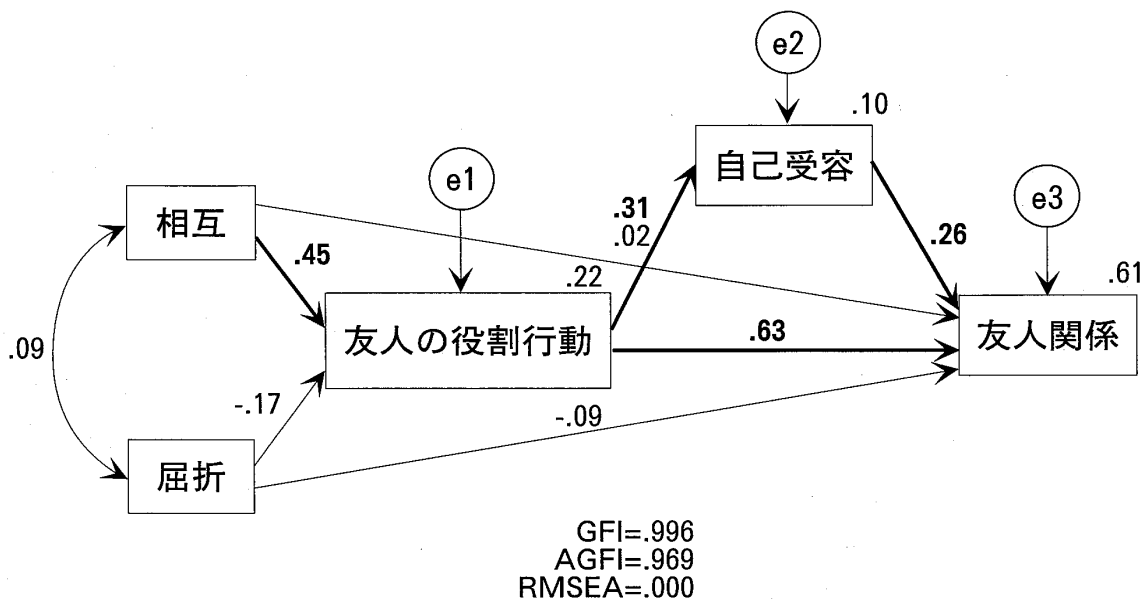 e2
.10
自己受容
e1
e3
相互
.31
.02
.26
.45
.22
.61
友人の役割行動
.63
友人関係
.09
-.17
-.09
屈折
GFI=.996
AGFI=.969
RMSEA=.000